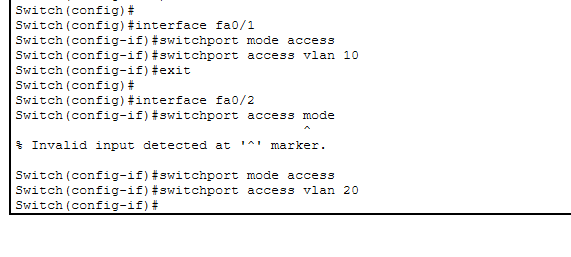 Switch(config)#
Switch(config)#interface fa0/1
Switch(config-if)#switchport mode access
Switch(config-if)#switchport access vlan 10
Switch(config-if)#exit
Switch(config)#
Switch(config)#interface fa0/2
Switch(config-if)#switchport access mode
^
% Invalid input detected at '^' marker.
Switch(config-if)#switchport mode access
Switch(config-if)#switchport access vlan 20
Switch(config-if)#